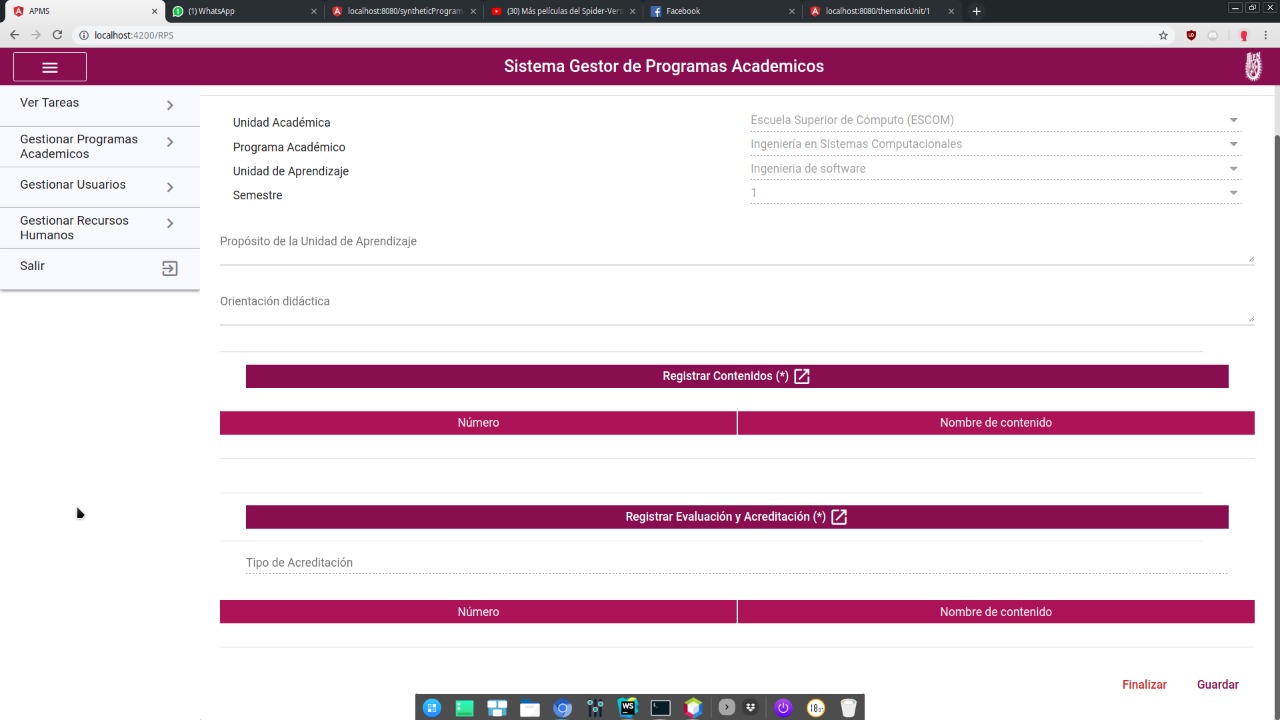 APMS
(1) WhatsApp
localhost:8080/syntheticProgram
(30) Más películas del Spider-Vers
Facebook
localhost:8080/thematicUnit/1
localhost:4200/RPS
Sistema Gestor de Programas Academicos
Ver Tareas
Gestionar Programas
Academicos
Gestionar Usuarios
Gestionar Recursos
Humanos
Salir
Unidad Académica
Escuela Superior de Cómputo (ESCOM)
Programa Académico
Ingeniería en Sistemas Computacionales
Unidad de Aprendizaje
Ingenieria de software
Semestre
1
Propósito de la Unidad de Aprendizaje
Orientación didáctica
Registrar Contenidos (*)
Número
Nombre de contenido
Registrar Evaluación y Acreditación (*)
Tipo de Acreditación
Número
Nombre de contenido
Finalizar
Guardar
WS